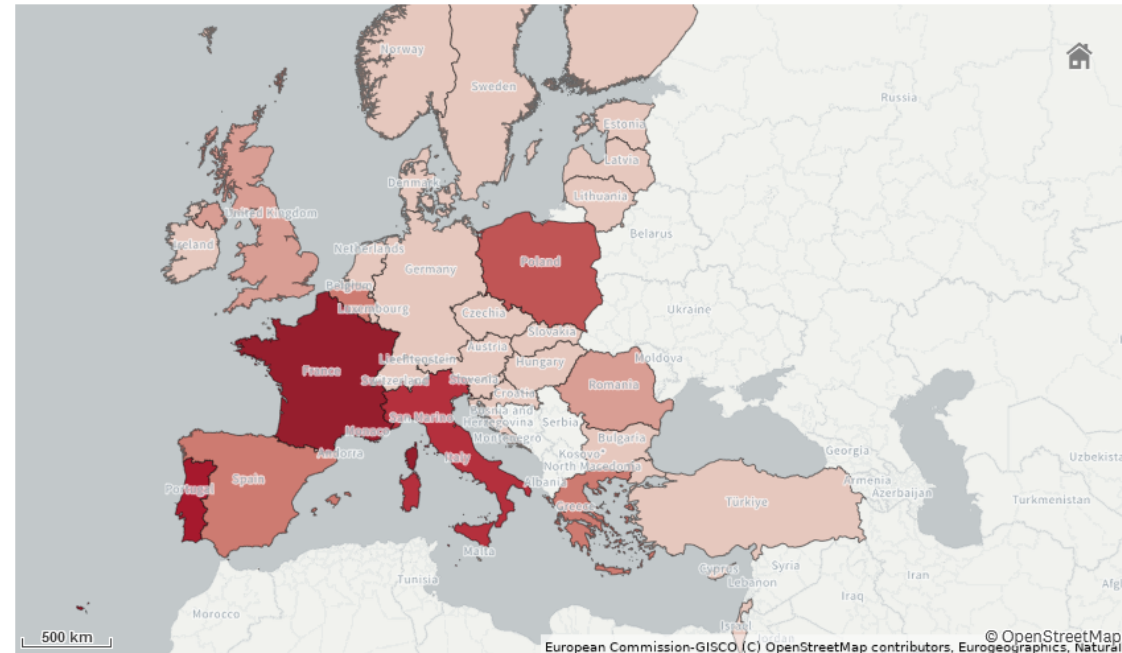 Norway
Sweden
Russia
Estonia
Latvia
Denmark
Lithuania
United Kingdom
Belarus
Ireland
Netherlands
Germany
Poland
Belgium
Luxembourg
Czechia
Ukraine
Slovakia
Austria
Liechtenstein
Hungary
Moldova
France
Switzerland
Slovenia
Romania
Croatia
San Marino
Bosnia and
Herzegovina
Serbia
Monaco
Montenegro
Bulgaria
Andorra
Kosovo*
Georgia
Italy
North Macedonia
Uzbekista
Spain
Albania
Armenia
Portugal
Azerbaijan
Türkiye
Turkmenistan
Greece
Malta
Cyprus
Syria
Tunisia
Lebanon
Iran
Afg
Iraq
Morocco
Israel
Jordan
500 km
© OpenStreetMap
European Commission-GISCO (C) OpenStreetMap contributors, Eurogeographics, Natural